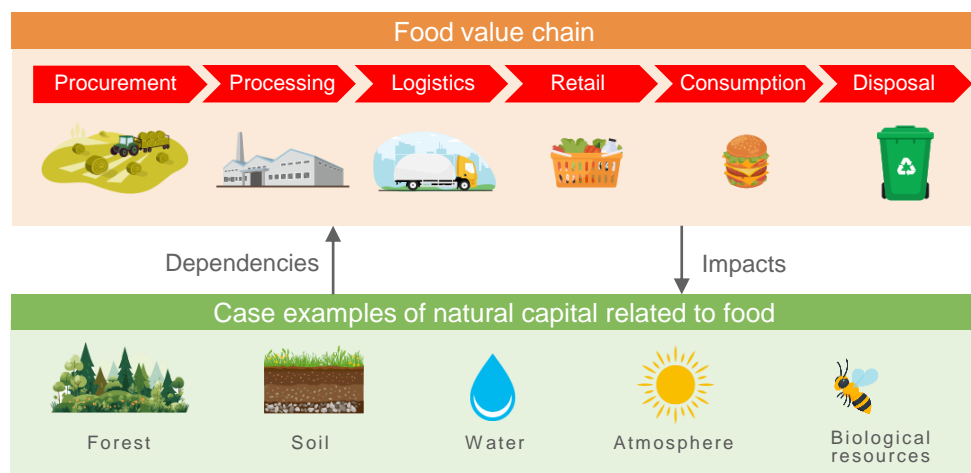 Food value chain
Procurement
Processing
Logistics
Retail
Consumption
Disposal
Dependencies
Impacts
Case examples of natural capital related to food
Forest
Soil
Water
Atmosphere
Biological
resources